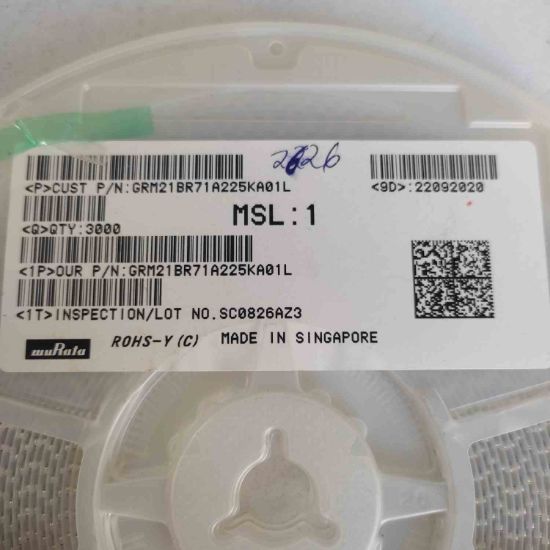 <P>CUST P/N:GRM21BR71A225KA01L
<9D>:22092020
MSL:1
<Q>QTY:3000
<1P>OUR P/N:GRM21BR71A225KA01L
<1T>INSPECTION/LOT NO.SC0826AZ3
muRata ROHS-Y(C) MADE IN SINGAPORE